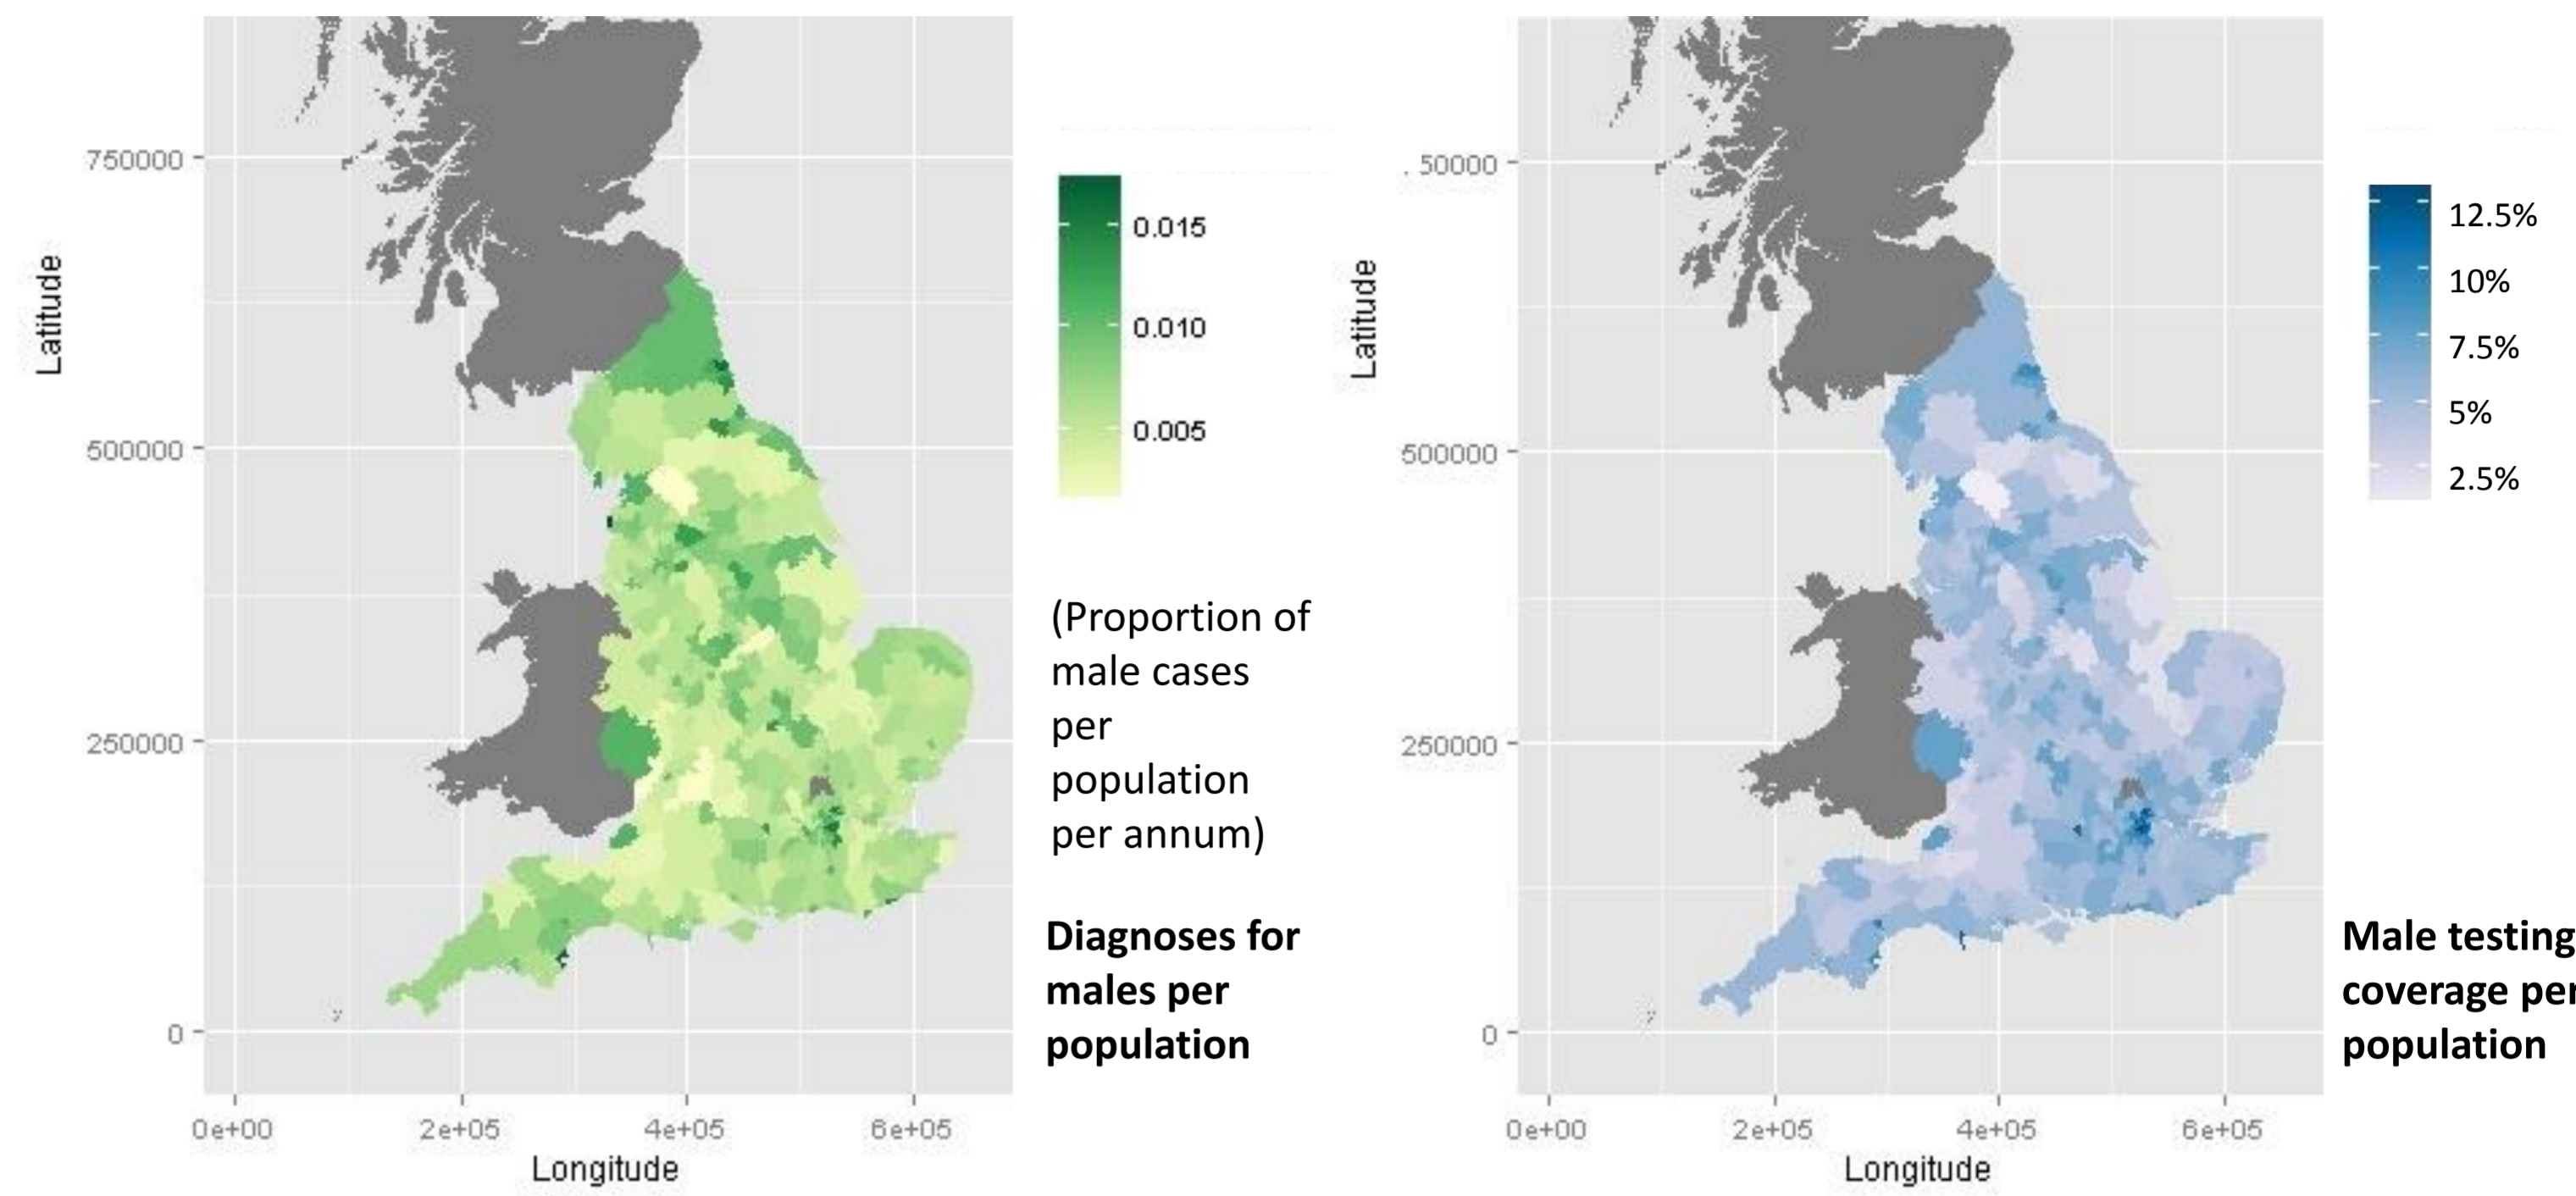 Latitude
750000
500000
250000
0
0e+00
2e+05
4e+05
6e+05
Longitude
0.015
0.010
0.005
(Proportion of
male cases
per
population
per annum)
Diagnoses for
males per
population
Latitude
50000
500000
250000
0
0e+00
2e+05
4e+05
6e+05
Longitude
12.5%
10%
7.5%
5%
2.5%
Male testing
coverage per
population